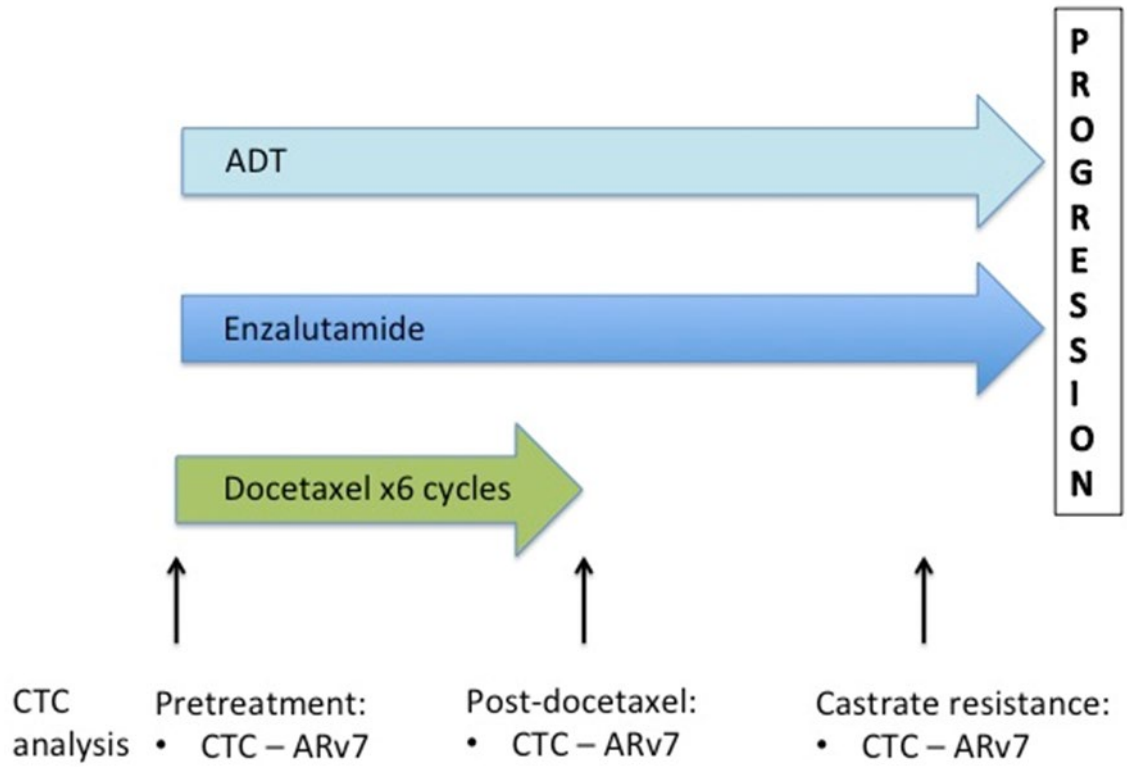 ADT
Enzalutamide
Docetaxel x6 cycles
PROGRESSION
CTC
analysis
Pretreatment:
• CTC – ARv7
Post-docetaxel:
• CTC – ARv7
Castrate resistance:
• CTC – ARv7